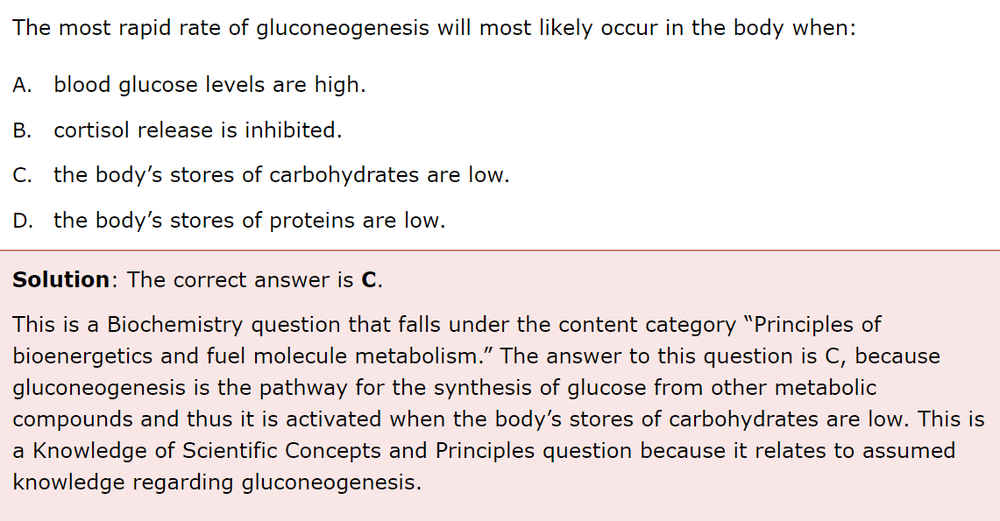 The most rapid rate of gluconeogenesis will most likely occur in the body when:
A. blood glucose levels are high.
B. cortisol release is inhibited.
C. the body’s stores of carbohydrates are low.
D. the body’s stores of proteins are low.
Solution: The correct answer is C.
This is a Biochemistry question that falls under the content category “Principles of
bioenergetics and fuel molecule metabolism.” The answer to this question is C, because
gluconeogenesis is the pathway for the synthesis of glucose from other metabolic
compounds and thus it is activated when the body’s stores of carbohydrates are low. This is
a Knowledge of Scientific Concepts and Principles question because it relates to assumed
knowledge regarding gluconeogenesis.